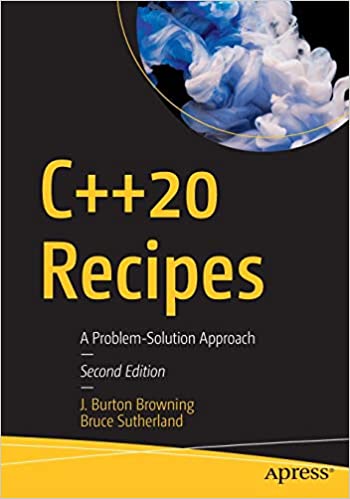 C++20
Recipes
A Problem-Solution Approach
—
Second Edition
—
J. Burton Browning
Bruce Sutherland
Apress®